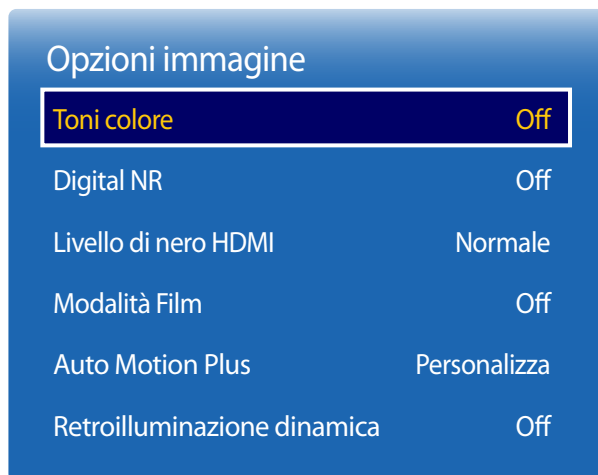 Opzioni immagine
Toni colore Off
Digital NR Off
Livello di nero HDMI Normale
Modalità Film Off
Auto Motion Plus Personalizza
Retroilluminazione dinamica Off